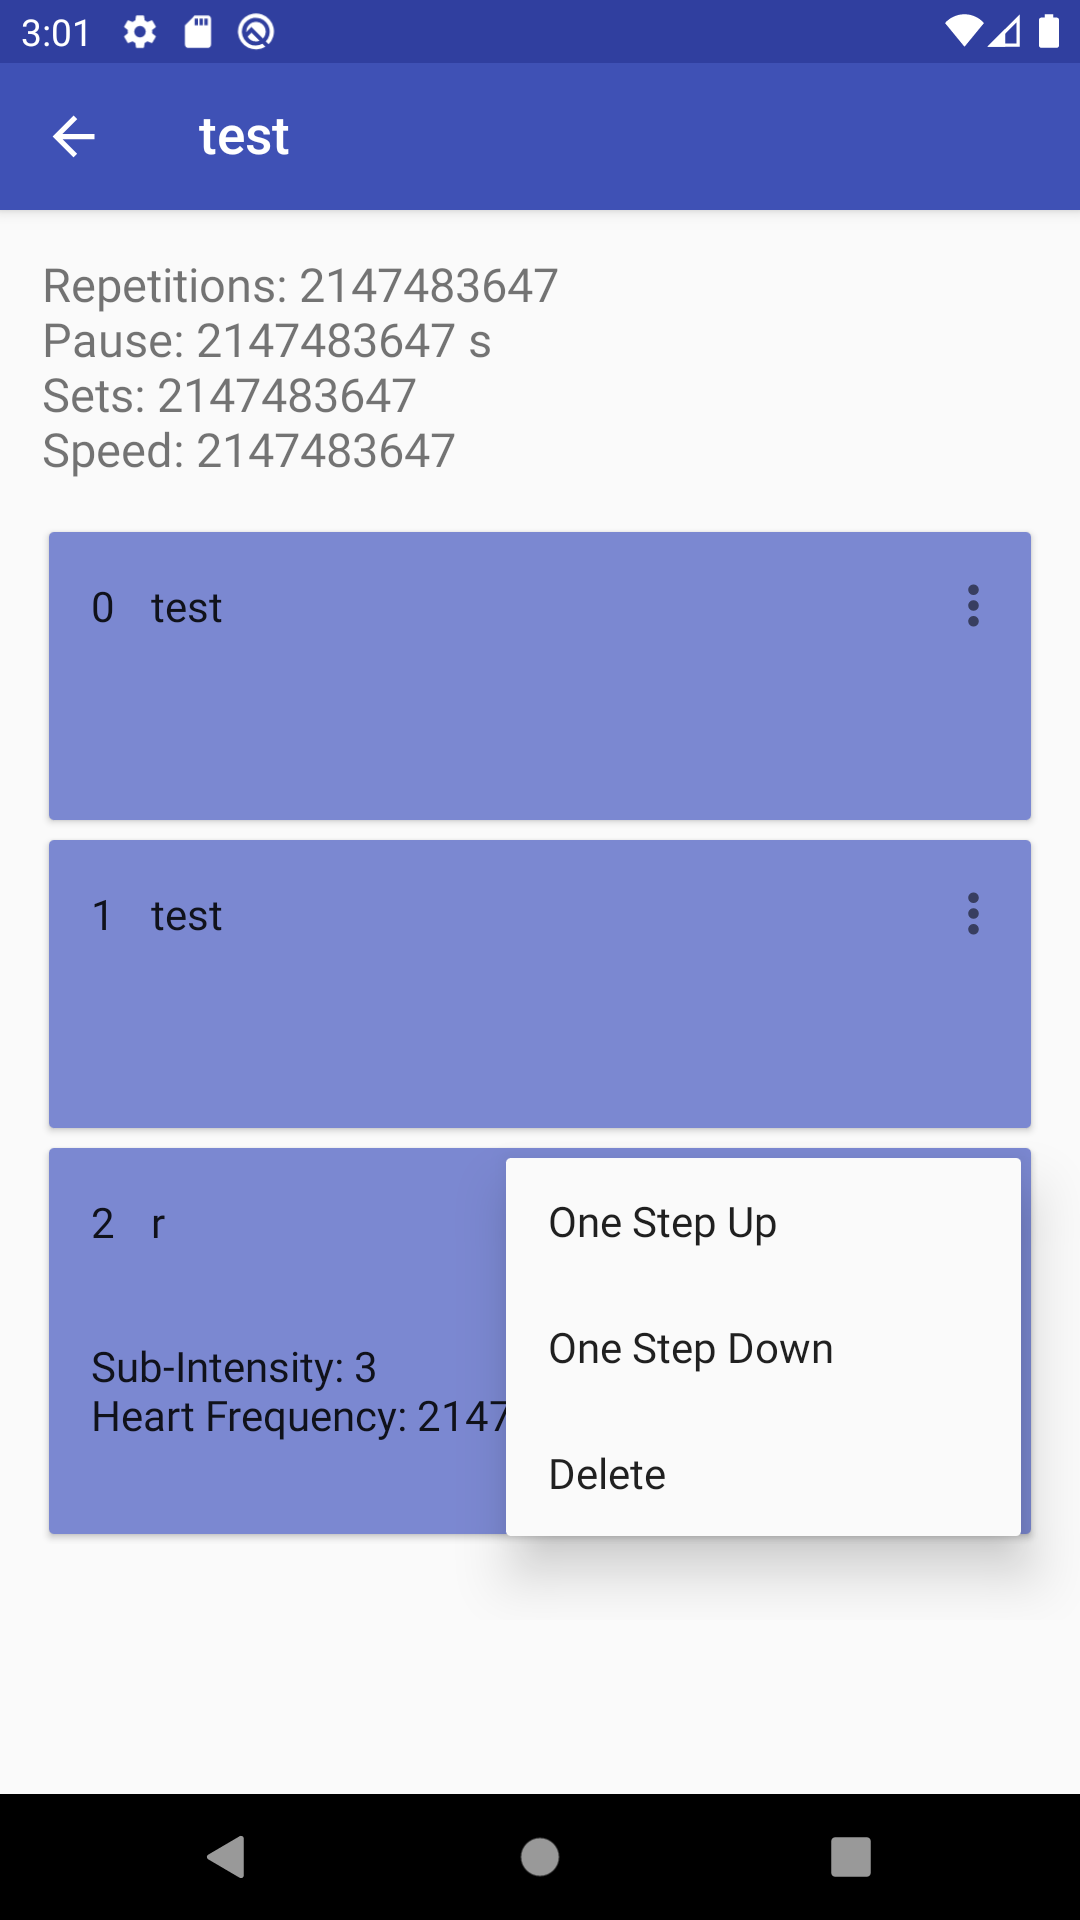 3:01
test
Repetitions: 2147483647
Pause: 2147483647 s
Sets: 2147483647
Speed: 2147483647
0 test
1 test
2 r
Sub-Intensity: 3
Heart Frequency: 2147
One Step Up
One Step Down
Delete